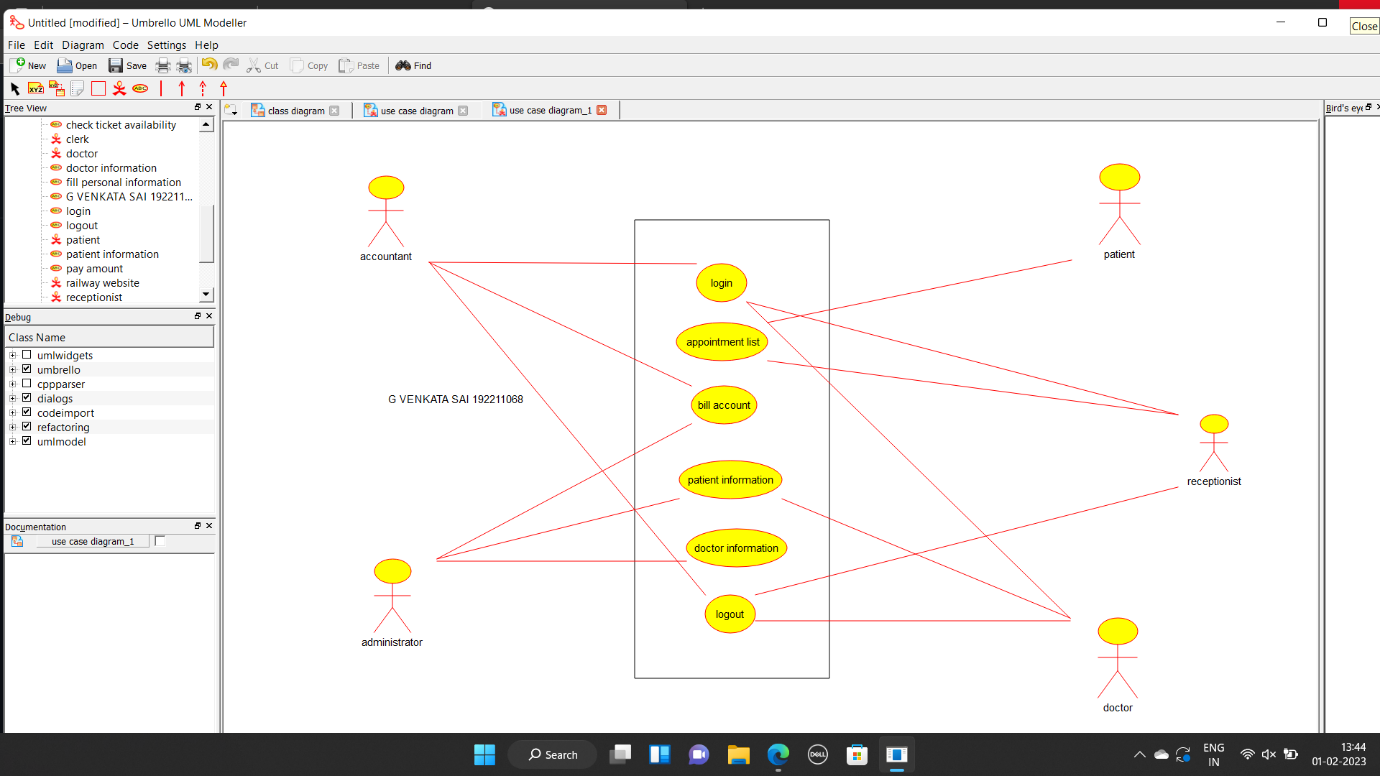 Untitled [modified] – Umbrello UML Modeller
Close
File Edit Diagram Code Settings Help
New Open Save Cut Copy Paste Find
XYZ
Tree View
class diagram use case diagram use case diagram_1
Bird's eye
check ticket availability
clerk
doctor
doctor information
fill personal information
G VENKATA SAI 192211...
login
logout
patient
patient information
pay amount
railway website
receptionist
Debug
Class Name
umlwidgets
umbrello
cppparser
dialogs
codeimport
refactoring
umlmodel
Documentation
use case diagram_1
accountant
patient
login
appointment list
G VENKATA SAI 192211068
bill account
patient information
receptionist
doctor information
logout
administrator
doctor
Search
DELL
ENG
IN
13:44
01-02-2023